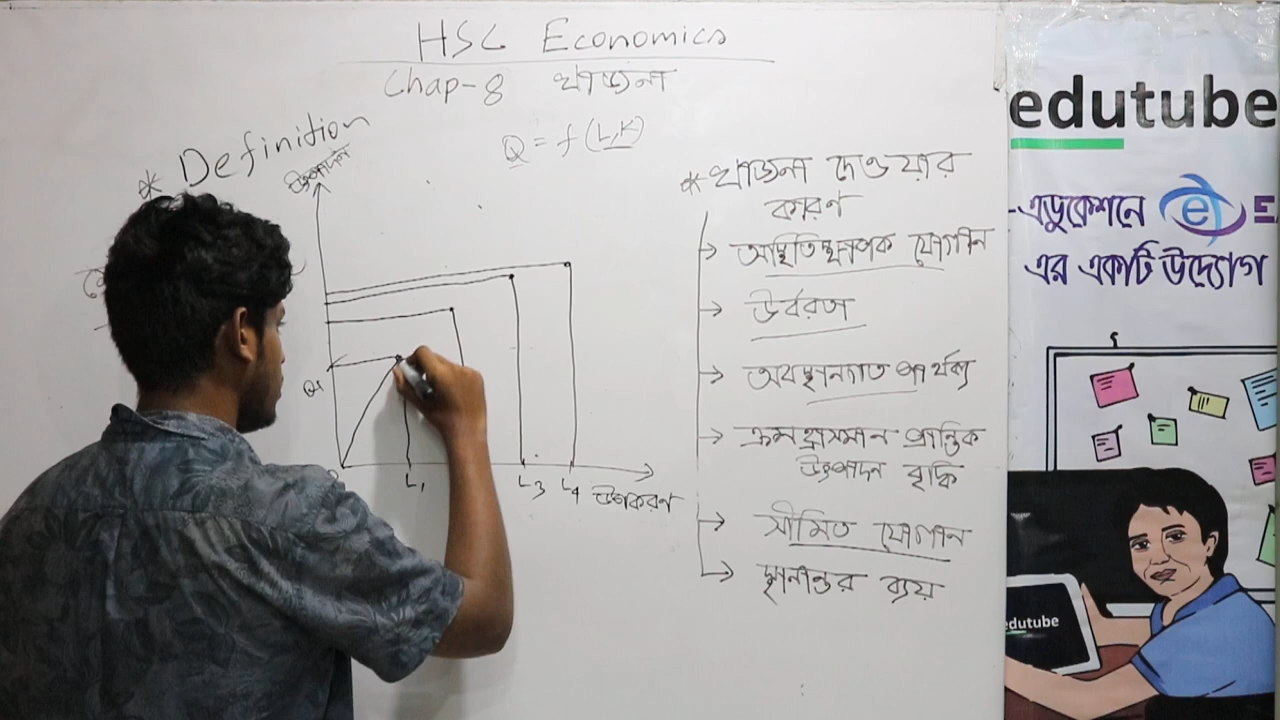 HSC Economics
Chap-8 খাজনা
Q = f(L,K)
* Definition
উৎপাদন
Q1
L1
L3
L4
উপকরণ
* খাজনা দেওয়ার
কারণ
→ অস্থিতিস্থাপক যোগান
→ উর্বরতা
→ অবস্থানগত পার্থক্য
→ ক্রমহ্রাসমান প্রান্তিক
উৎপাদন বৃদ্ধি
→ সীমিত যোগান
→ স্থানান্তর ব্যয়
edutube
-এডুকেশনে
এর একটি উদ্যোগ
edutube